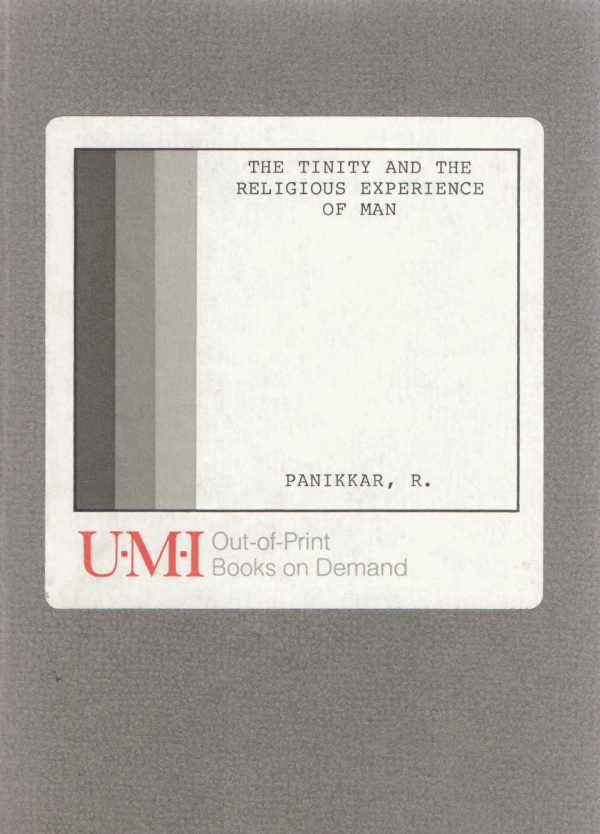 THE TINITY AND THE
RELIGIOUS EXPERIENCE
OF MAN
PANIKKAR, R.
U·M·I Out-of-Print
Books on Demand